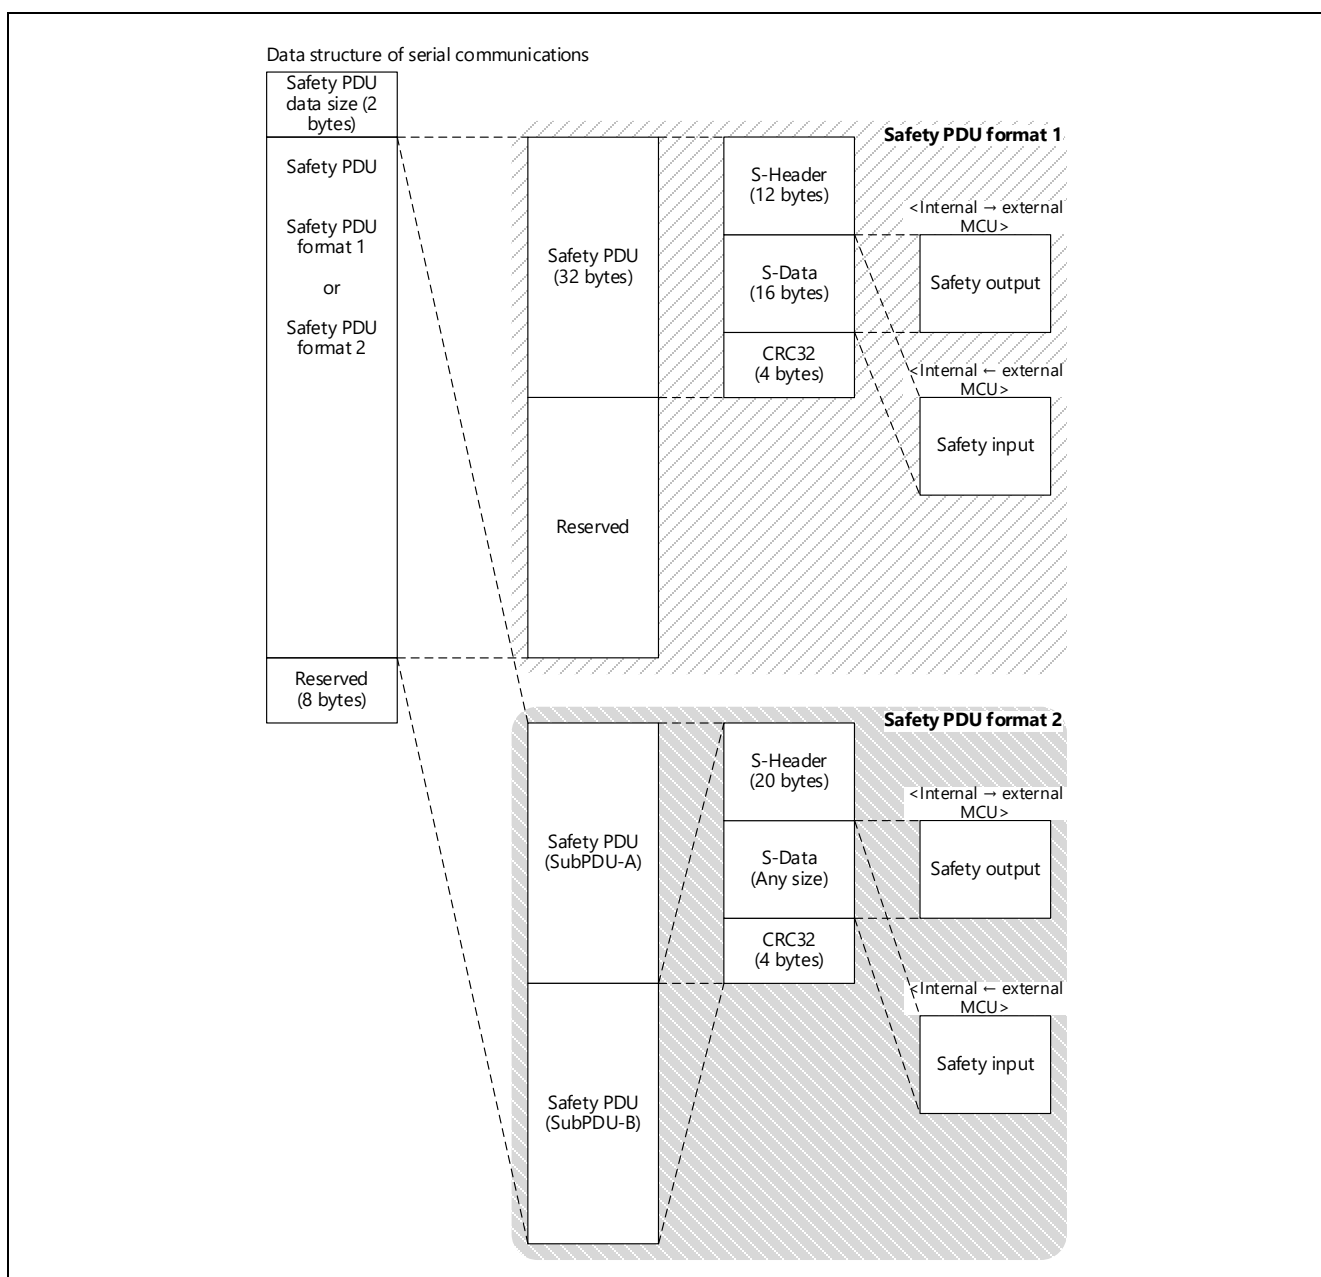 Data structure of serial communications
Safety PDU
data size (2
bytes)
Safety PDU
Safety PDU
format 1
or
Safety PDU
format 2
Reserved
(8 bytes)
Safety PDU format 1
Safety PDU
(32 bytes)
Reserved
S-Header
(12 bytes)
S-Data
(16 bytes)
CRC32
(4 bytes)
<Internal → external
MCU>
Safety output
<Internal ← external
MCU>
Safety input
Safety PDU format 2
Safety PDU
(SubPDU-A)
Safety PDU
(SubPDU-B)
S-Header
(20 bytes)
S-Data
(Any size)
CRC32
(4 bytes)
<Internal → external
MCU>
Safety output
<Internal ← external
MCU>
Safety input